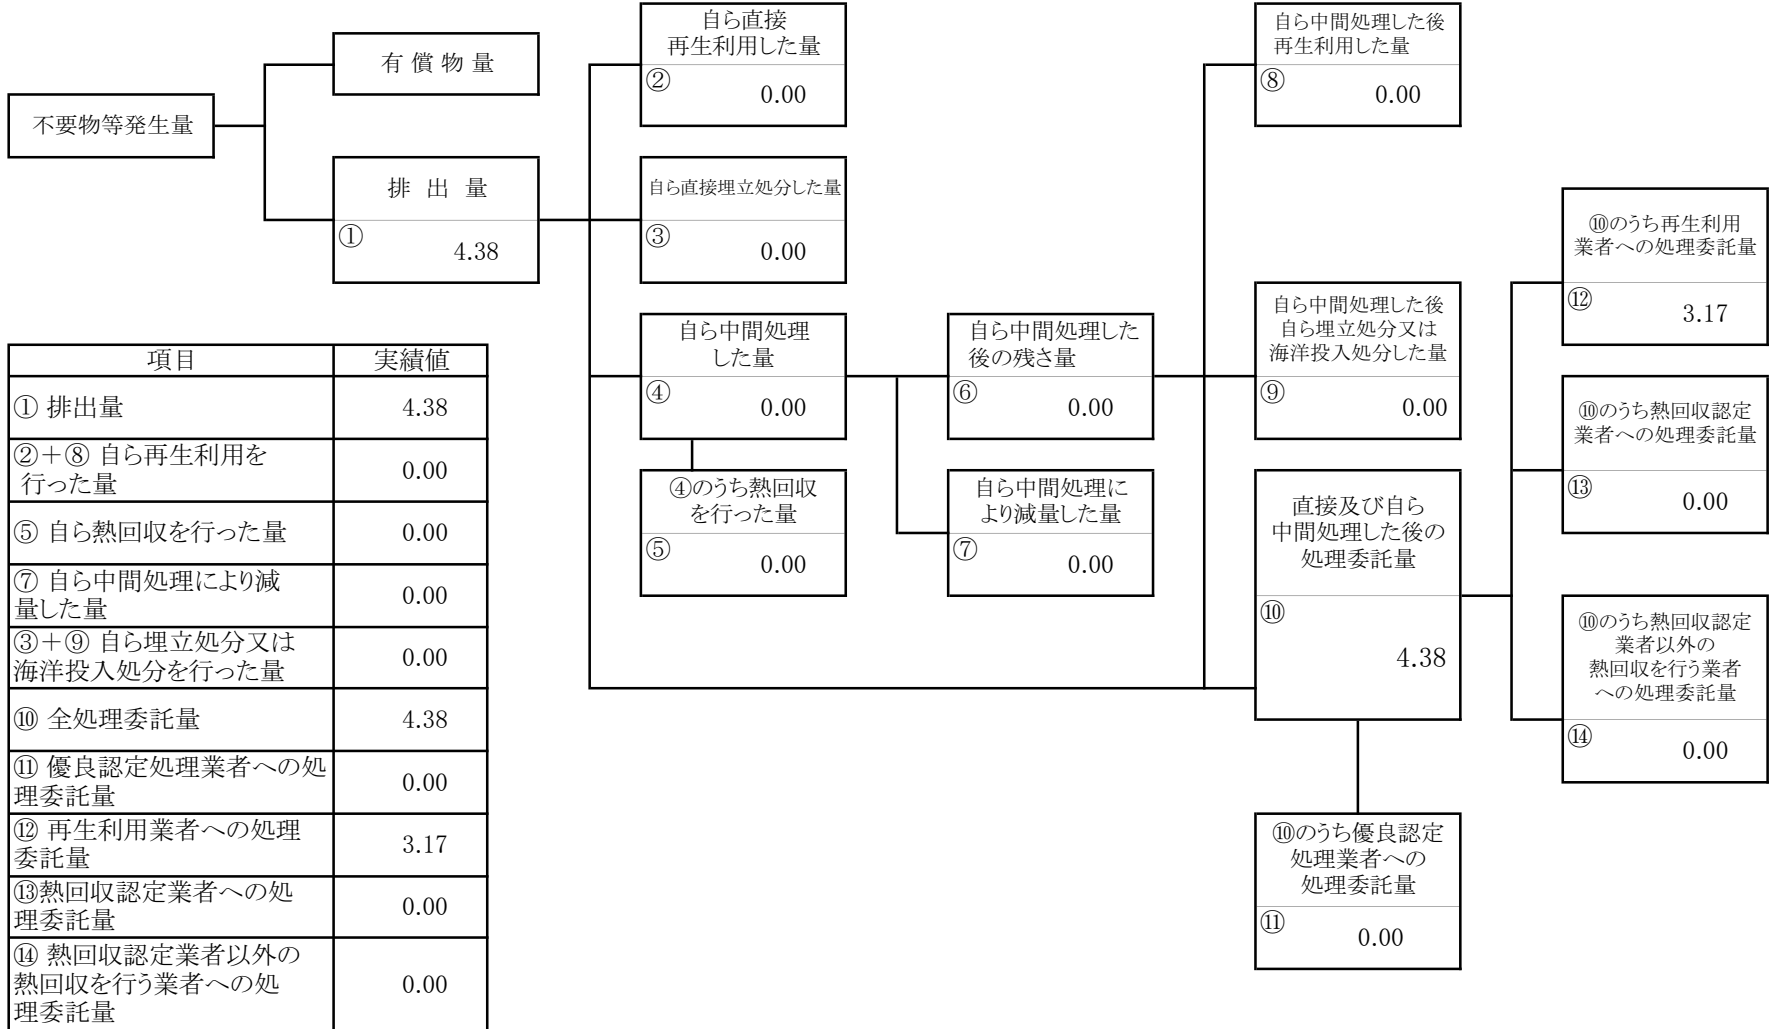 不要物等発生量
有 償 物 量
排 出 量
①
4.38
自ら直接
再生利用した量
②
0.00
自ら直接埋立処分した量
③
0.00
自ら中間処理
した量
④
0.00
④のうち熱回収
を行った量
⑤
0.00
自ら中間処理した
後の残さ量
⑥
0.00
自ら中間処理に
より減量した量
⑦
0.00
自ら中間処理した後
再生利用した量
⑧
0.00
自ら中間処理した後
自ら埋立処分又は
海洋投入処分した量
⑨
0.00
直接及び自ら
中間処理した後の
処理委託量
⑩
4.38
⑩のうち優良認定
処理業者への
処理委託量
⑪
0.00
⑩のうち再生利用
業者への処理委託量
⑫
3.17
⑩のうち熱回収認定
業者への処理委託量
⑬
0.00
⑩のうち熱回収認定
業者以外の
熱回収を行う業者
への処理委託量
⑭
0.00
項目 実績値
① 排出量 4.38
②＋⑧ 自ら再生利用を
行った量 0.00
⑤ 自ら熱回収を行った量 0.00
⑦ 自ら中間処理により減
量した量 0.00
③＋⑨ 自ら埋立処分又は
海洋投入処分を行った量 0.00
⑩ 全処理委託量 4.38
⑪ 優良認定処理業者への処
理委託量 0.00
⑫ 再生利用業者への処理
委託量 3.17
⑬熱回収認定業者への処
理委託量 0.00
⑭ 熱回収認定業者以外の
熱回収を行う業者への処
理委託量 0.00